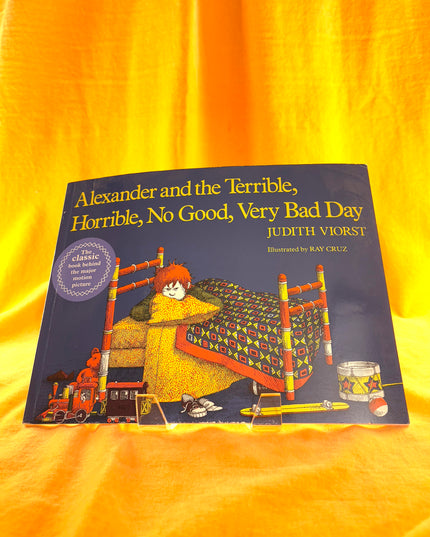 Alexander and the Terrible,
Horrible, No Good, Very Bad Day
JUDITH VIORST
Illustrated by RAY CRUZ
The
classic
book behind
the major
motion
picture